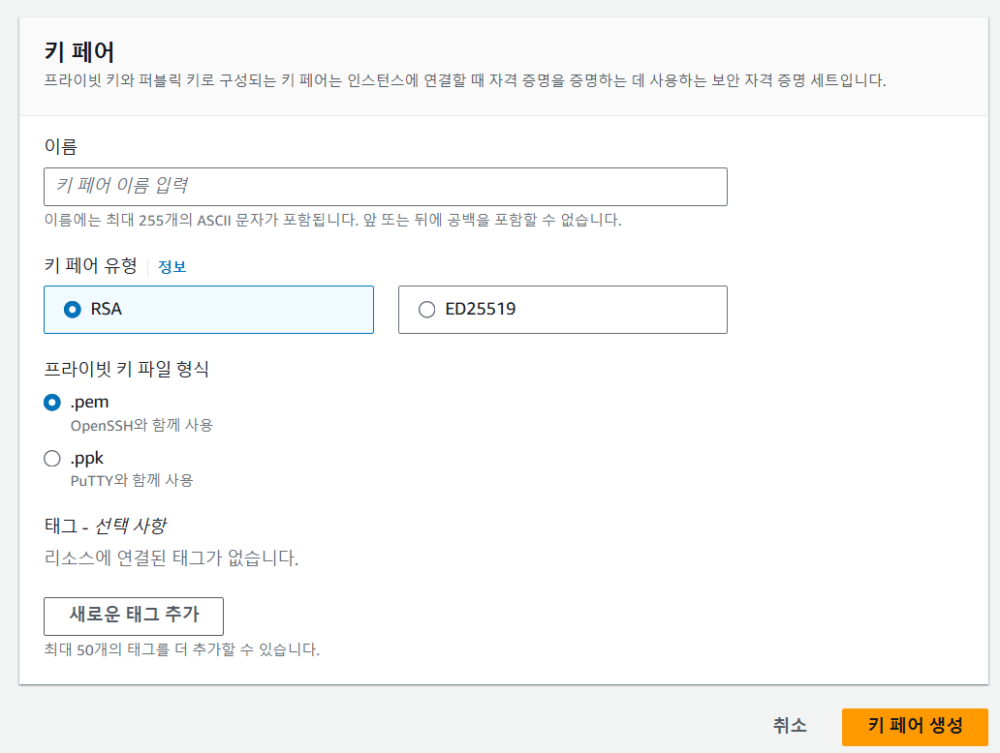 키 페어
프라이빗 키와 퍼블릭 키로 구성되는 키 페어는 인스턴스에 연결할 때 자격 증명을 증명하는 데 사용하는 보안 자격 증명 세트입니다.
이름
키 페어 이름 입력
이름에는 최대 255개의 ASCII 문자가 포함됩니다. 앞 또는 뒤에 공백을 포함할 수 없습니다.
키 페어 유형 정보
RSA ED25519
프라이빗 키 파일 형식
.pem
OpenSSH와 함께 사용
.ppk
PuTTY와 함께 사용
태그 - 선택 사항
리소스에 연결된 태그가 없습니다.
새로운 태그 추가
최대 50개의 태그를 더 추가할 수 있습니다.
취소 키 페어 생성